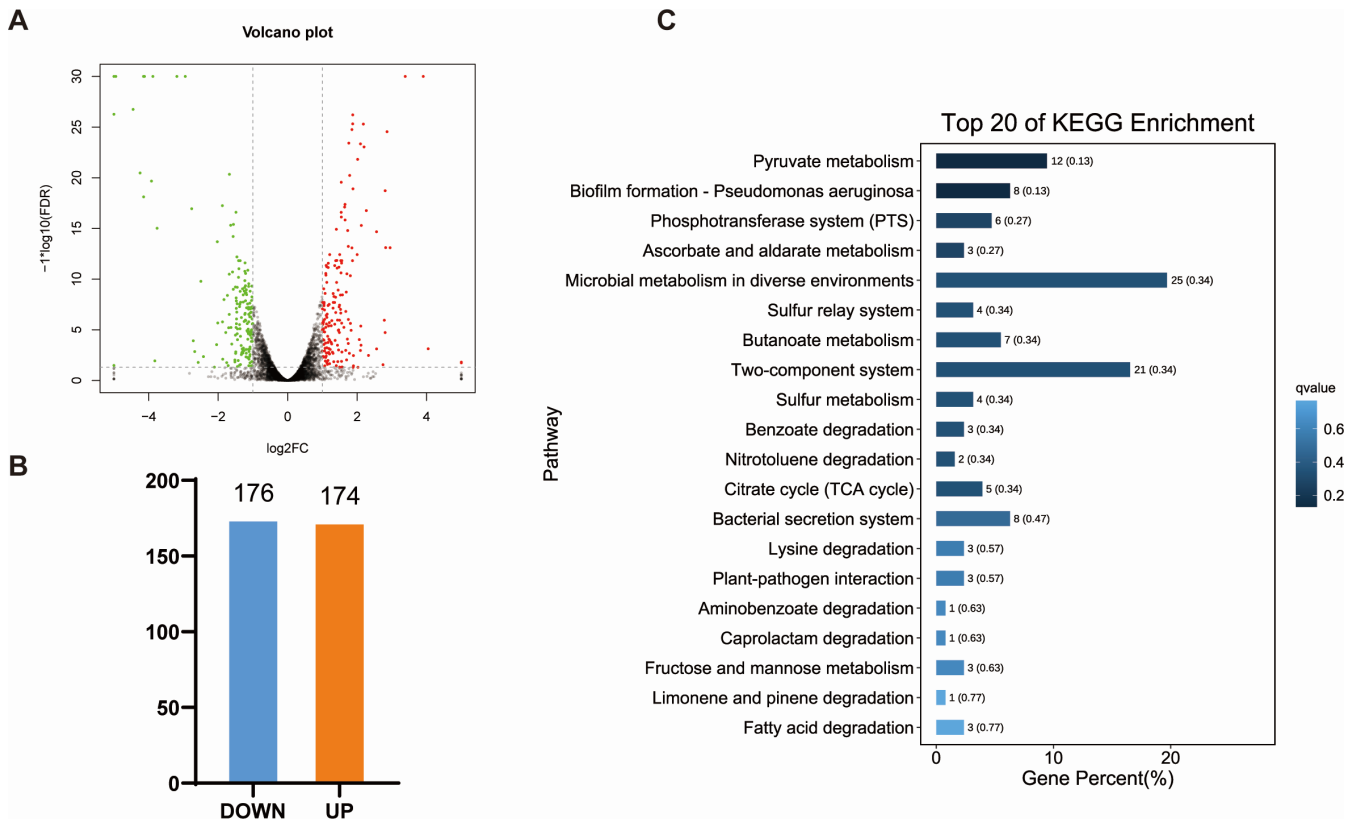 A
Volcano plot
−1*log10(FDR)
30
25
20
15
10
5
0
−4
−2
0
2
4
log2FC
B
200
150
100
50
0
176
174
DOWN
UP
C
Top 20 of KEGG Enrichment
Pathway
Pyruvate metabolism 12 (0.13)
Biofilm formation - Pseudomonas aeruginosa 8 (0.13)
Phosphotransferase system (PTS) 6 (0.27)
Ascorbate and aldarate metabolism 3 (0.27)
Microbial metabolism in diverse environments 25 (0.34)
Sulfur relay system 4 (0.34)
Butanoate metabolism 7 (0.34)
Two-component system 21 (0.34)
Sulfur metabolism 4 (0.34)
Benzoate degradation 3 (0.34)
Nitrotoluene degradation 2 (0.34)
Citrate cycle (TCA cycle) 5 (0.34)
Bacterial secretion system 8 (0.47)
Lysine degradation 3 (0.57)
Plant-pathogen interaction 3 (0.57)
Aminobenzoate degradation 1 (0.63)
Caprolactam degradation 1 (0.63)
Fructose and mannose metabolism 3 (0.63)
Limonene and pinene degradation 1 (0.77)
Fatty acid degradation 3 (0.77)
0
10
20
Gene Percent(%)
qvalue
0.6
0.4
0.2